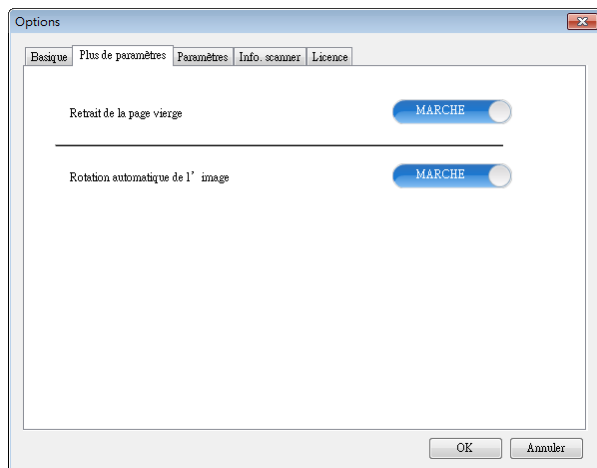 Options
Basique Plus de paramètres Paramètres Info. scanner Licence
Retrait de la page vierge MARCHE
Rotation automatique de l’ image MARCHE
OK Annuler